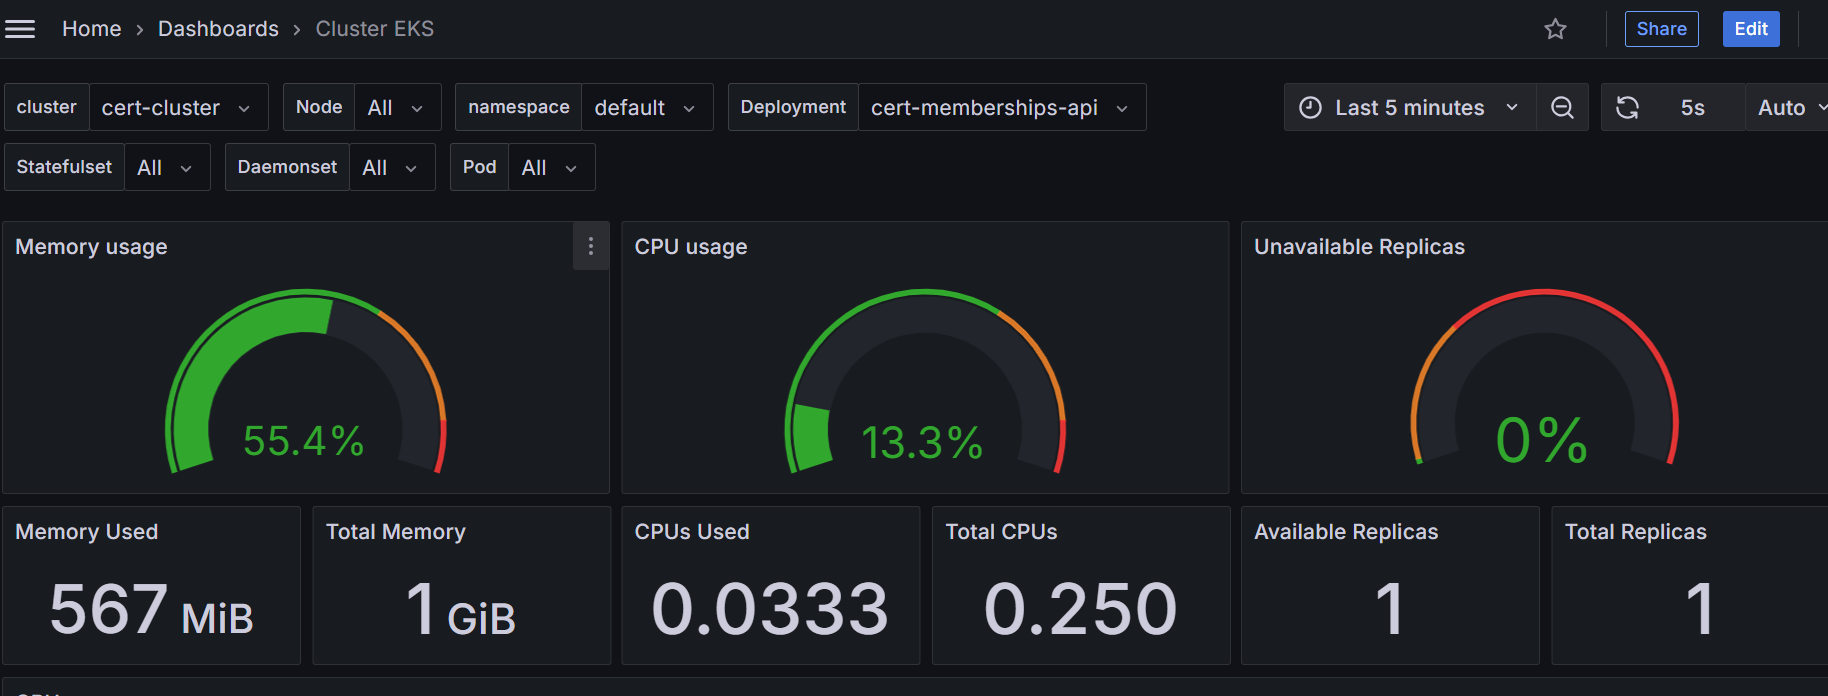 Home › Dashboards › Cluster EKS
Share
Edit
cluster cert-cluster
Node All
namespace default
Deployment cert-memberships-api
Last 5 minutes
5s
Auto
Statefulset All
Daemonset All
Pod All
Memory usage
55.4%
CPU usage
13.3%
Unavailable Replicas
0%
Memory Used
567 MiB
Total Memory
1 GiB
CPUs Used
0.0333
Total CPUs
0.250
Available Replicas
1
Total Replicas
1